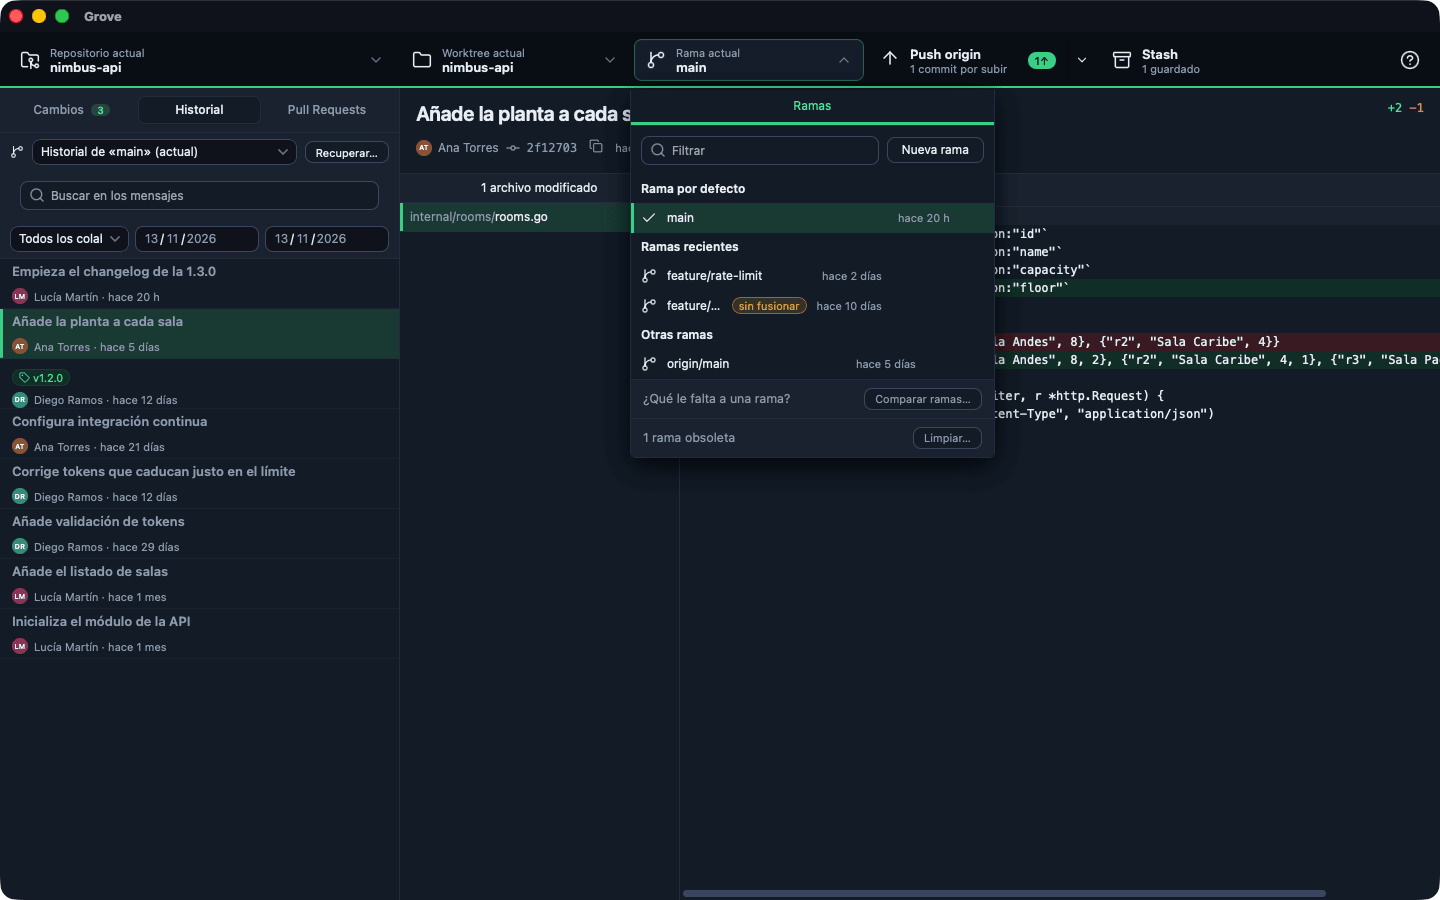 Grove
Repositorio actual
nimbus-api
Worktree actual
nimbus-api
Rama actual
main
Push origin
1 commit por subir
1↑
Stash
1 guardado
Cambios 3
Historial
Pull Requests
Historial de «main» (actual)
Recuperar...
Buscar en los mensajes
Todos los colal
13/11/2026
13/11/2026
Empieza el changelog de la 1.3.0
LM Lucía Martín · hace 20 h
Añade la planta a cada sala
AT Ana Torres · hace 5 días
v1.2.0
DR Diego Ramos · hace 12 días
Configura integración continua
AT Ana Torres · hace 21 días
Corrige tokens que caducan justo en el límite
DR Diego Ramos · hace 12 días
Añade validación de tokens
DR Diego Ramos · hace 29 días
Añade el listado de salas
LM Lucía Martín · hace 1 mes
Inicializa el módulo de la API
LM Lucía Martín · hace 1 mes
Añade la planta a cada s
AT Ana Torres 2f12703 hac
+2 −1
1 archivo modificado
internal/rooms/rooms.go
Ramas
Filtrar
Nueva rama
Rama por defecto
main hace 20 h
Ramas recientes
feature/rate-limit hace 2 días
feature/... sin fusionar hace 10 días
Otras ramas
origin/main hace 5 días
¿Qué le falta a una rama? Comparar ramas...
1 rama obsoleta Limpiar...
on:"id"`
on:"name"`
on:"capacity"`
on:"floor"`
la Andes", 8}, {"r2", "Sala Caribe", 4}}
la Andes", 8, 2}, {"r2", "Sala Caribe", 4, 1}, {"r3", "Sala Pa
iter, r *http.Request) {
tent-Type", "application/json")